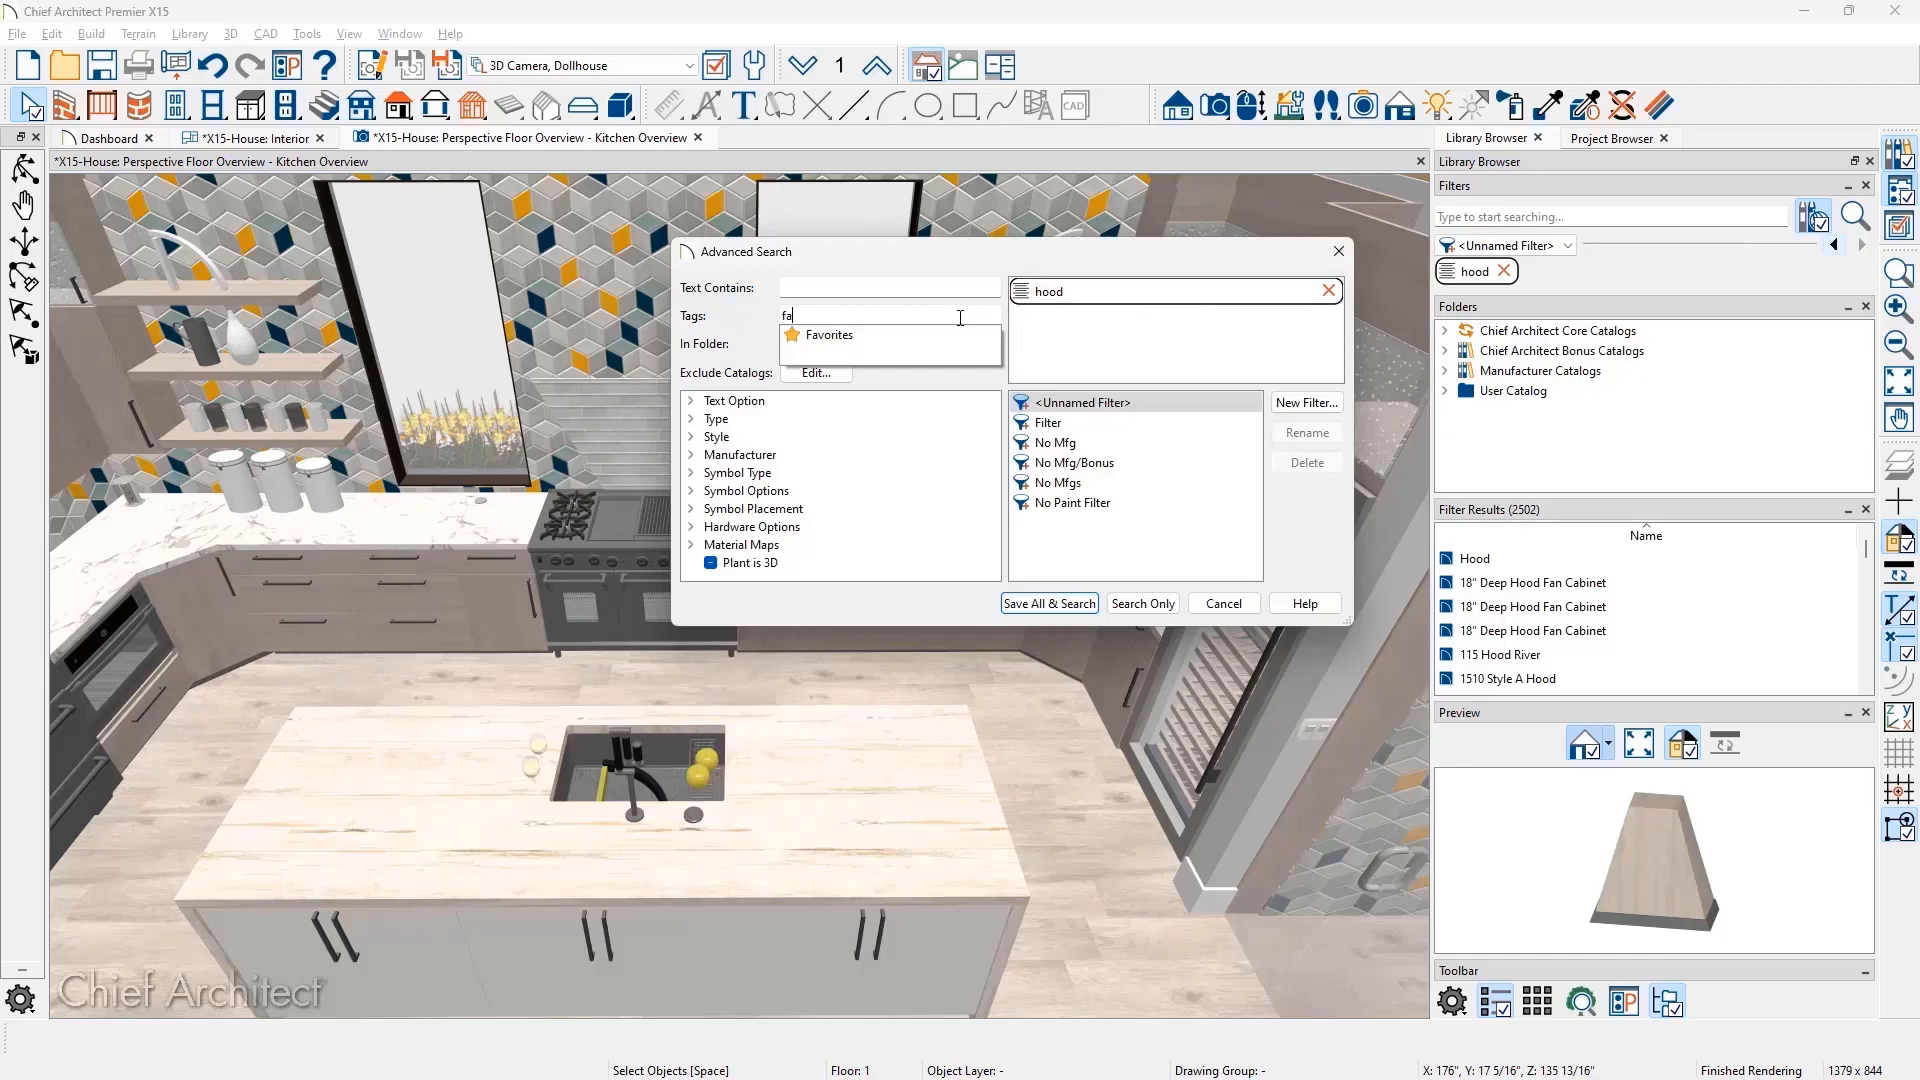 Chief Architect Premier X15
File Edit Build Terrain Library 3D CAD Tools View Window Help
3D Camera, Dollhouse
1
CAD
Dashboard
*X15-House: Interior
*X15-House: Perspective Floor Overview - Kitchen Overview
*X15-House: Perspective Floor Overview - Kitchen Overview
Library Browser
Project Browser
Library Browser
Filters
Type to start searching...
<Unnamed Filter>
hood
Folders
Chief Architect Core Catalogs
Chief Architect Bonus Catalogs
Manufacturer Catalogs
User Catalog
Filter Results (2502)
Name
Hood
18" Deep Hood Fan Cabinet
18" Deep Hood Fan Cabinet
18" Deep Hood Fan Cabinet
115 Hood River
1510 Style A Hood
Preview
Toolbar
Advanced Search
Text Contains:
Tags: fa
Favorites
In Folder:
Exclude Catalogs: Edit...
hood
Text Option
Type
Style
Manufacturer
Symbol Type
Symbol Options
Symbol Placement
Hardware Options
Material Maps
Plant is 3D
<Unnamed Filter>
Filter
No Mfg
No Mfg/Bonus
No Mfgs
No Paint Filter
New Filter...
Rename
Delete
Save All & Search
Search Only
Cancel
Help
Chief Architect
Select Objects [Space]
Floor: 1
Object Layer: -
Drawing Group: -
X: 176", Y: 17 5/16", Z: 135 13/16"
Finished Rendering
1379 x 844